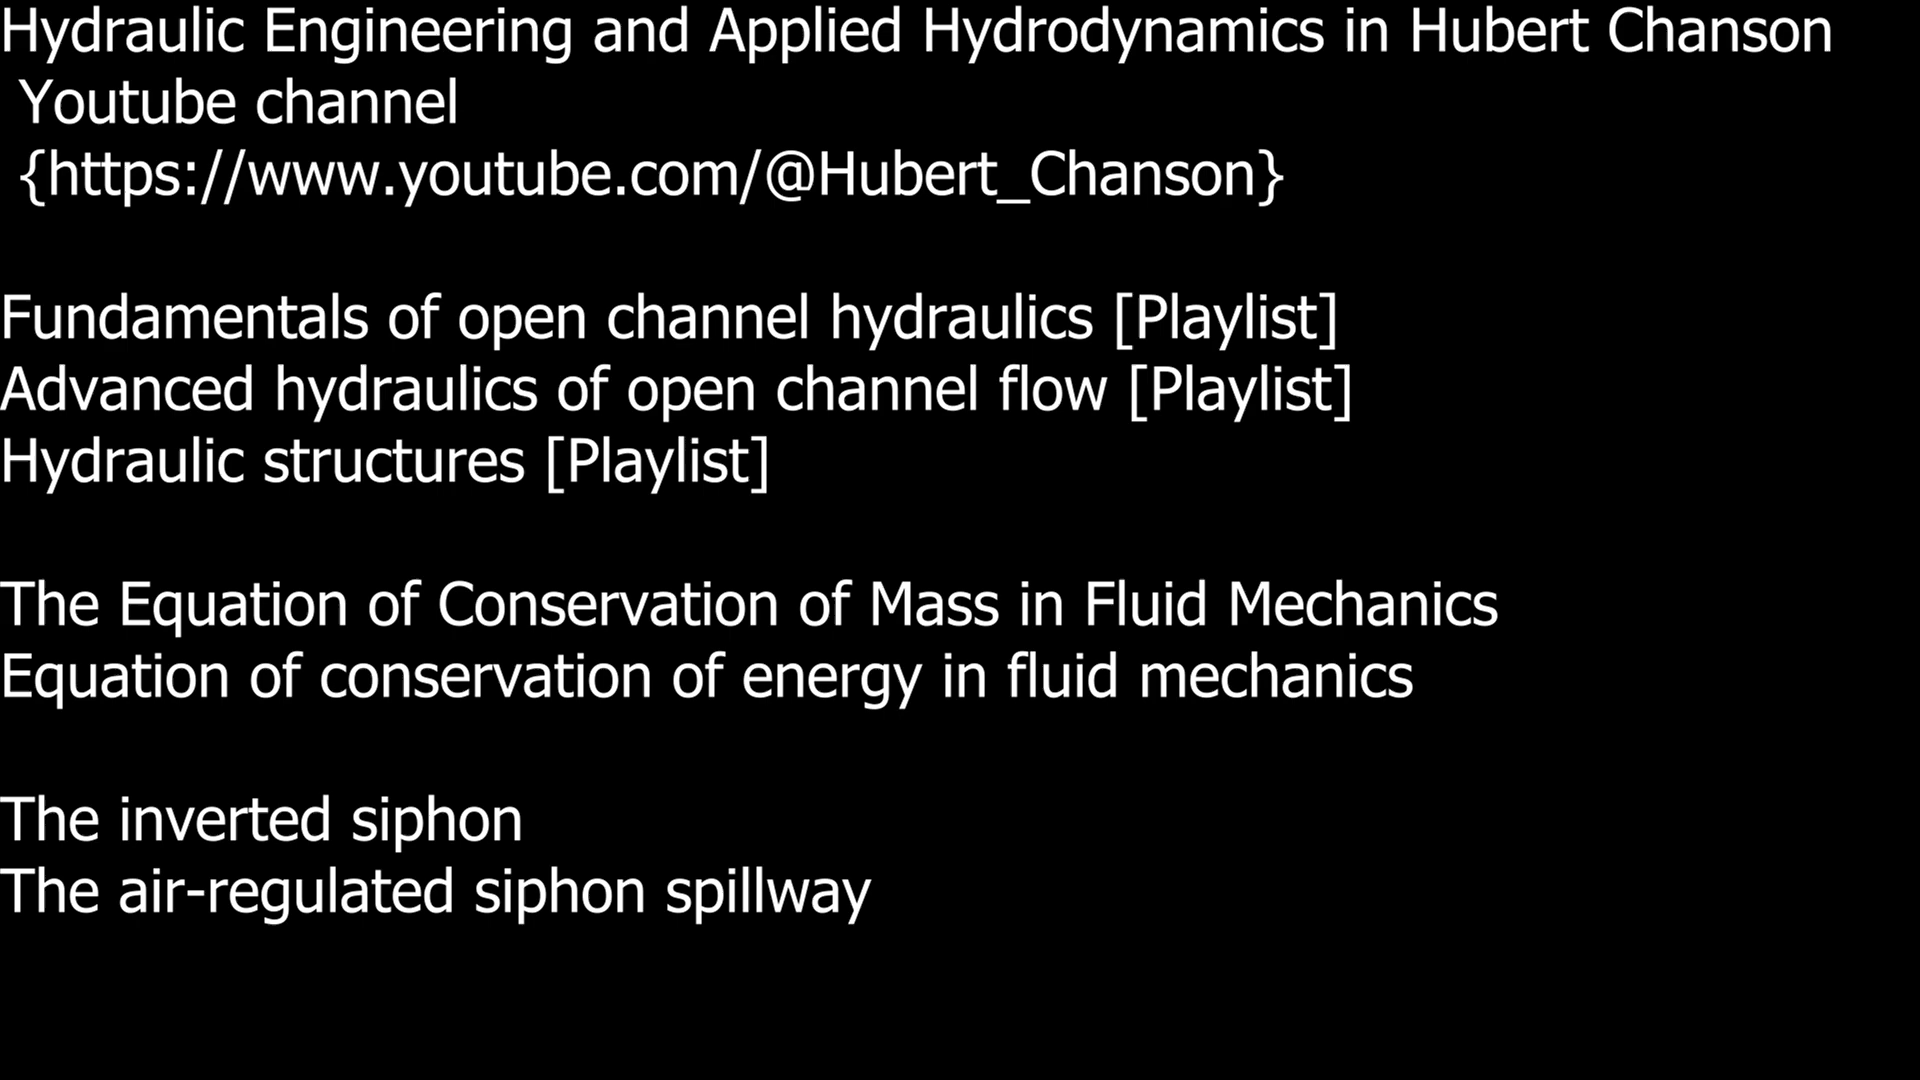 Hydraulic Engineering and Applied Hydrodynamics in Hubert Chanson
Youtube channel
{https://www.youtube.com/@Hubert_Chanson}
Fundamentals of open channel hydraulics [Playlist]
Advanced hydraulics of open channel flow [Playlist]
Hydraulic structures [Playlist]
The Equation of Conservation of Mass in Fluid Mechanics
Equation of conservation of energy in fluid mechanics
The inverted siphon
The air-regulated siphon spillway